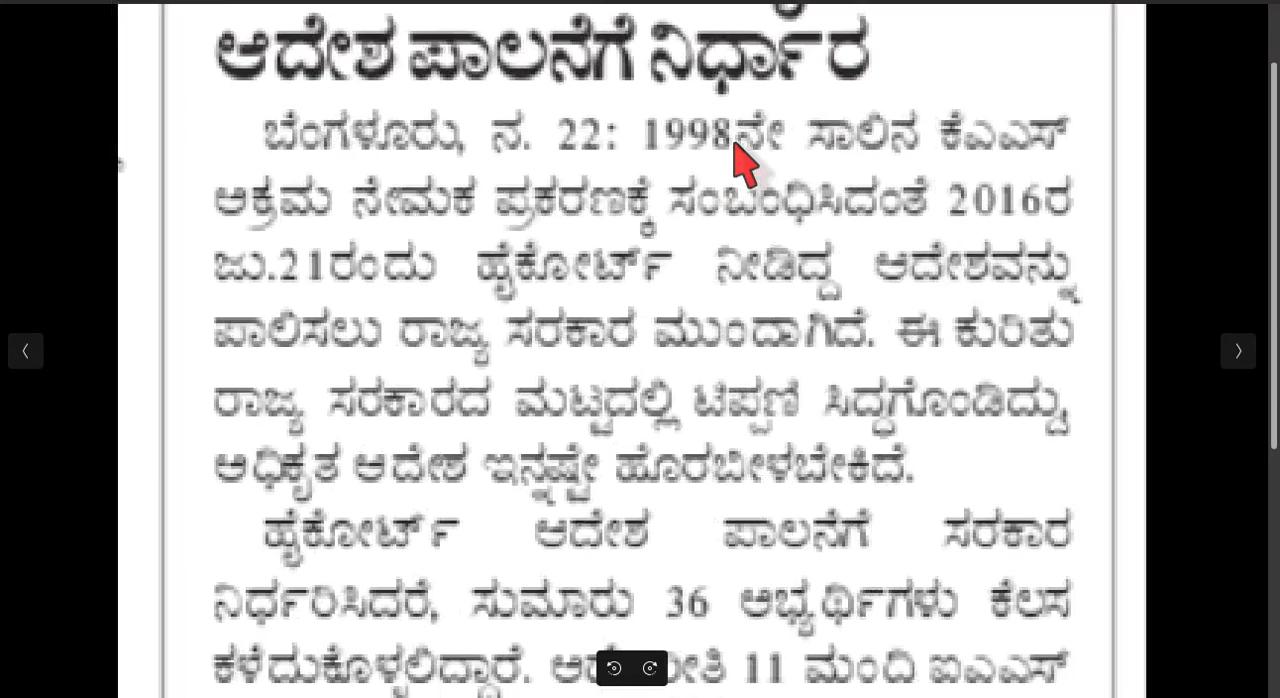 ಆದೇಶ ಪಾಲನೆಗೆ ನಿರ್ಧಾರ
ಬೆಂಗಳೂರು, ನ. 22: 1998ನೇ ಸಾಲಿನ ಕೆಎಎಸ್
ಅಕ್ರಮ ನೇಮಕ ಪ್ರಕರಣಕ್ಕೆ ಸಂಬಂಧಿಸಿದಂತೆ 2016ರ
ಜು.21ರಂದು ಹೈಕೋರ್ಟ್ ನೀಡಿದ್ದ ಆದೇಶವನ್ನು
ಪಾಲಿಸಲು ರಾಜ್ಯ ಸರಕಾರ ಮುಂದಾಗಿದೆ. ಈ ಕುರಿತು
ರಾಜ್ಯ ಸರಕಾರದ ಮಟ್ಟದಲ್ಲಿ ಟಿಪ್ಪಣಿ ಸಿದ್ದಗೊಂಡಿದ್ದು,
ಅಧಿಕೃತ ಆದೇಶ ಇನ್ನಷ್ಟೇ ಹೊರಬೀಳಬೇಕಿದೆ.
ಹೈಕೋರ್ಟ್ ಆದೇಶ ಪಾಲನೆಗೆ ಸರಕಾರ
ನಿರ್ಧರಿಸಿದರೆ, ಸುಮಾರು 36 ಅಭ್ಯರ್ಥಿಗಳು ಕೆಲಸ
ಕಳೆದುಕೊಳ್ಳಲಿದ್ದಾರೆ. 11 ಮಂದಿ ಐಎಎಸ್